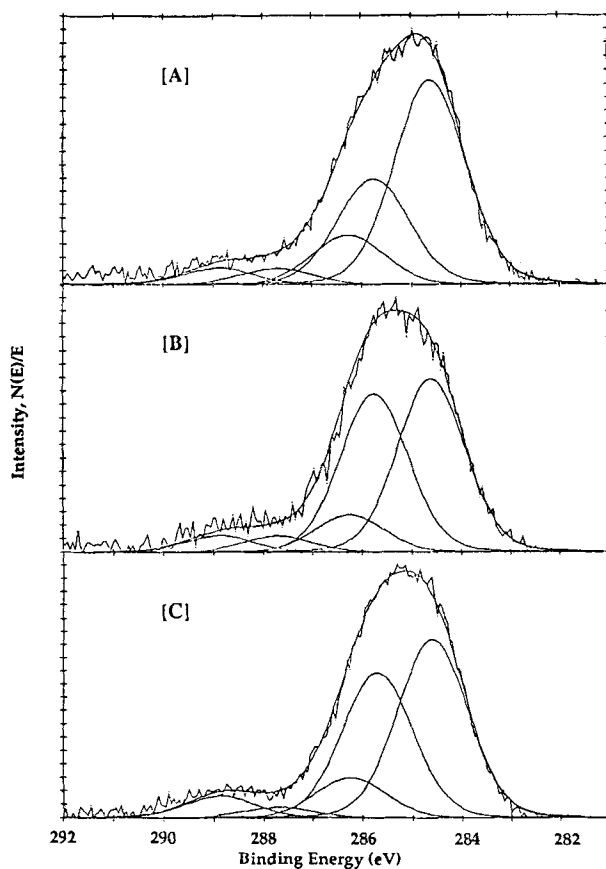 [A]
[B]
Intensity, N(E)/E
[C]
292 290 288 286 284 282
Binding Energy (eV)